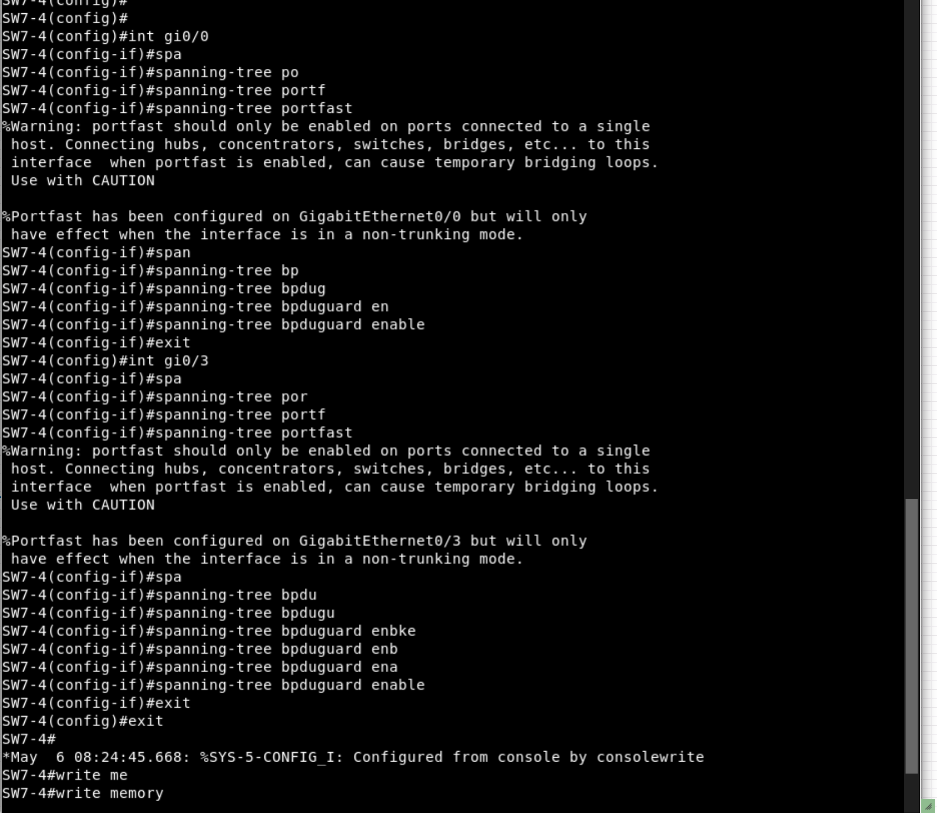 SW7-4(config)#
SW7-4(config)#
SW7-4(config)#int gi0/0
SW7-4(config-if)#spa
SW7-4(config-if)#spanning-tree po
SW7-4(config-if)#spanning-tree portf
SW7-4(config-if)#spanning-tree portfast
%Warning: portfast should only be enabled on ports connected to a single
 host. Connecting hubs, concentrators, switches, bridges, etc... to this
 interface  when portfast is enabled, can cause temporary bridging loops.
 Use with CAUTION

%Portfast has been configured on GigabitEthernet0/0 but will only
 have effect when the interface is in a non-trunking mode.
SW7-4(config-if)#span
SW7-4(config-if)#spanning-tree bp
SW7-4(config-if)#spanning-tree bpdug
SW7-4(config-if)#spanning-tree bpduguard en
SW7-4(config-if)#spanning-tree bpduguard enable
SW7-4(config-if)#exit
SW7-4(config)#int gi0/3
SW7-4(config-if)#spa
SW7-4(config-if)#spanning-tree por
SW7-4(config-if)#spanning-tree portf
SW7-4(config-if)#spanning-tree portfast
%Warning: portfast should only be enabled on ports connected to a single
 host. Connecting hubs, concentrators, switches, bridges, etc... to this
 interface  when portfast is enabled, can cause temporary bridging loops.
 Use with CAUTION

%Portfast has been configured on GigabitEthernet0/3 but will only
 have effect when the interface is in a non-trunking mode.
SW7-4(config-if)#spa
SW7-4(config-if)#spanning-tree bpdu
SW7-4(config-if)#spanning-tree bpdugu
SW7-4(config-if)#spanning-tree bpduguard enbke
SW7-4(config-if)#spanning-tree bpduguard enb
SW7-4(config-if)#spanning-tree bpduguard ena
SW7-4(config-if)#spanning-tree bpduguard enable
SW7-4(config-if)#exit
SW7-4(config)#exit
SW7-4#
*May  6 08:24:45.668: %SYS-5-CONFIG_I: Configured from console by consolewrite
SW7-4#write me
SW7-4#write memory